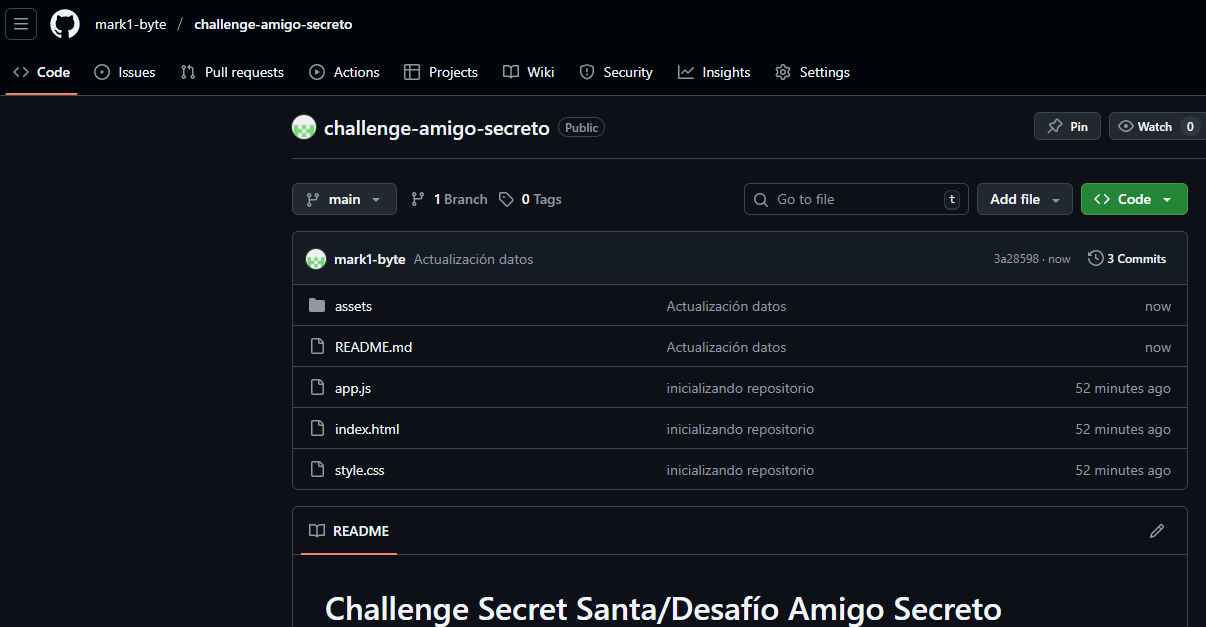 mark1-byte / challenge-amigo-secreto
Code Issues Pull requests Actions Projects Wiki Security Insights Settings
challenge-amigo-secreto Public Pin Watch 0
main 1 Branch 0 Tags Go to file t Add file Code
mark1-byte Actualización datos 3a28598 · now 3 Commits
assets Actualización datos now
README.md Actualización datos now
app.js inicializando repositorio 52 minutes ago
index.html inicializando repositorio 52 minutes ago
style.css inicializando repositorio 52 minutes ago
README
Challenge Secret Santa/Desafío Amigo Secreto